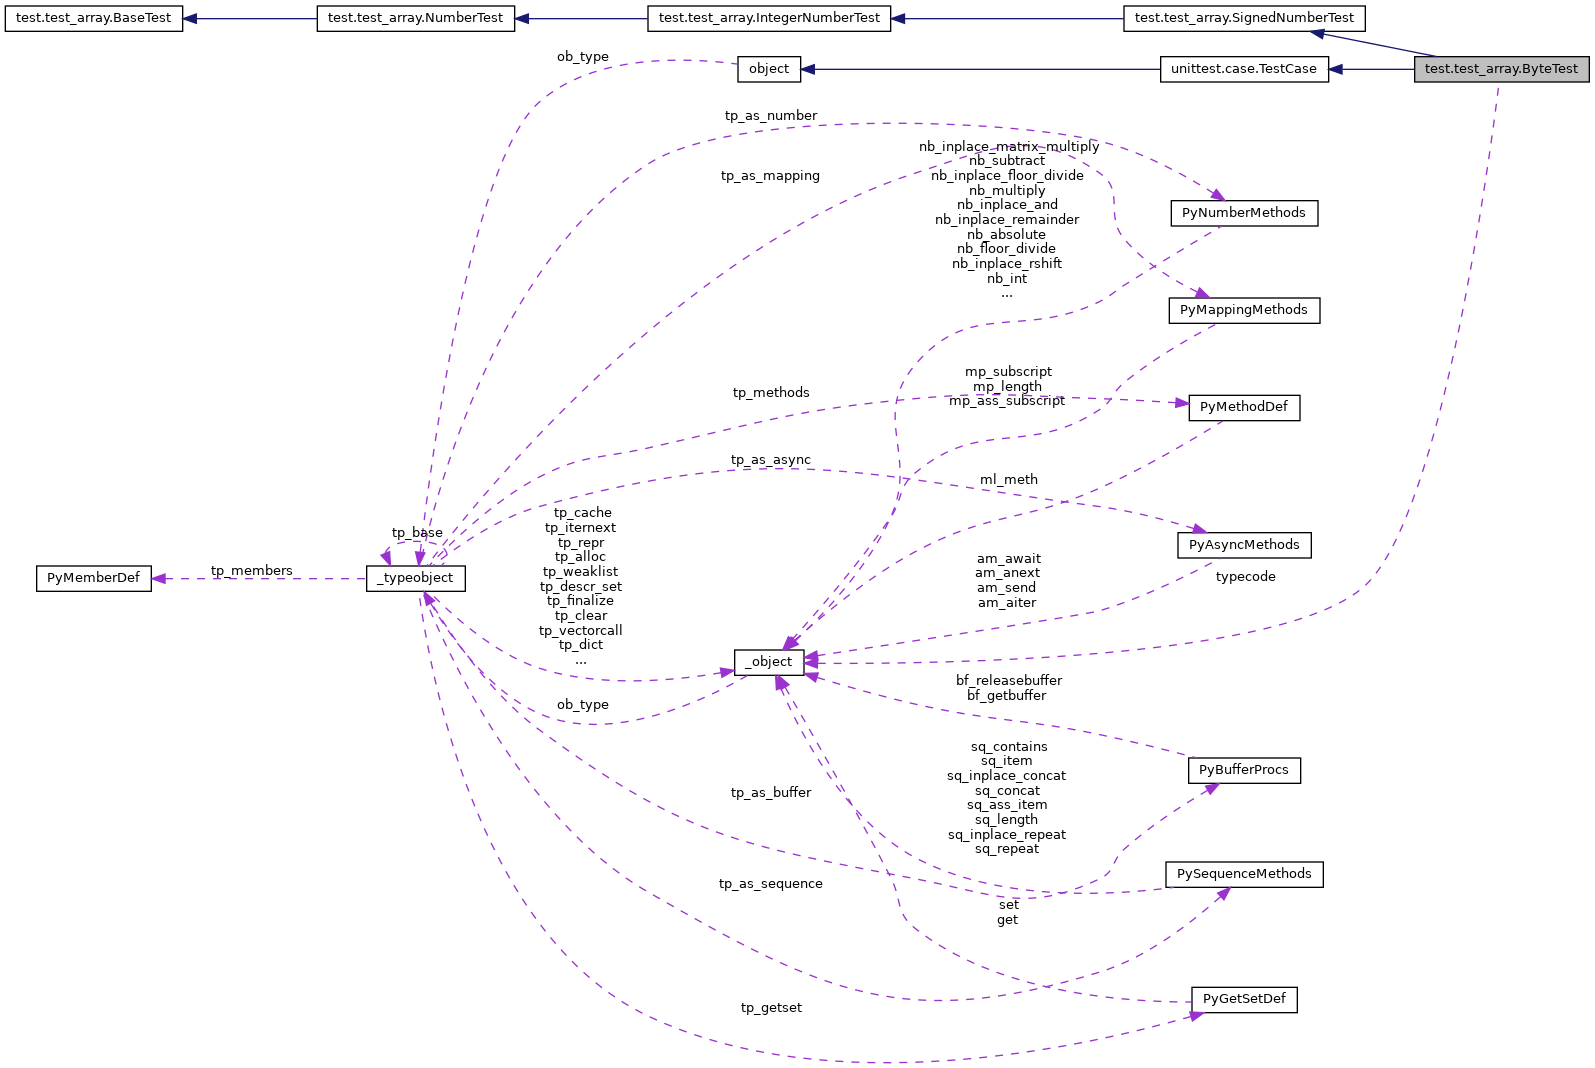 test.test_array.BaseTest
test.test_array.NumberTest
test.test_array.IntegerNumberTest
test.test_array.SignedNumberTest
ob_type
object
unittest.case.TestCase
test.test_array.ByteTest
tp_as_number
nb_inplace_matrix_multiply
nb_subtract
nb_inplace_floor_divide
nb_multiply
nb_inplace_and
nb_inplace_remainder
nb_absolute
nb_floor_divide
nb_inplace_rshift
nb_int
...
tp_as_mapping
PyNumberMethods
PyMappingMethods
mp_subscript
mp_length
mp_ass_subscript
tp_methods
PyMethodDef
tp_as_async
ml_meth
tp_cache
tp_iternext
tp_repr
tp_alloc
tp_weaklist
tp_descr_set
tp_finalize
tp_clear
tp_vectorcall
tp_dict
...
tp_base
PyAsyncMethods
PyMemberDef
tp_members
_typeobject
am_await
am_anext
am_send
am_aiter
typecode
_object
bf_releasebuffer
bf_getbuffer
ob_type
sq_contains
sq_item
sq_inplace_concat
sq_concat
sq_ass_item
sq_length
sq_inplace_repeat
sq_repeat
PyBufferProcs
tp_as_buffer
PySequenceMethods
tp_as_sequence
set
get
PyGetSetDef
tp_getset